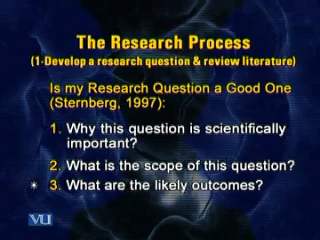 The Research Process
(1-Develop a research question & review literature)
Is my Research Question a Good One
(Sternberg, 1997):
1. Why this question is scientifically
important?
2. What is the scope of this question?
3. What are the likely outcomes?
VU